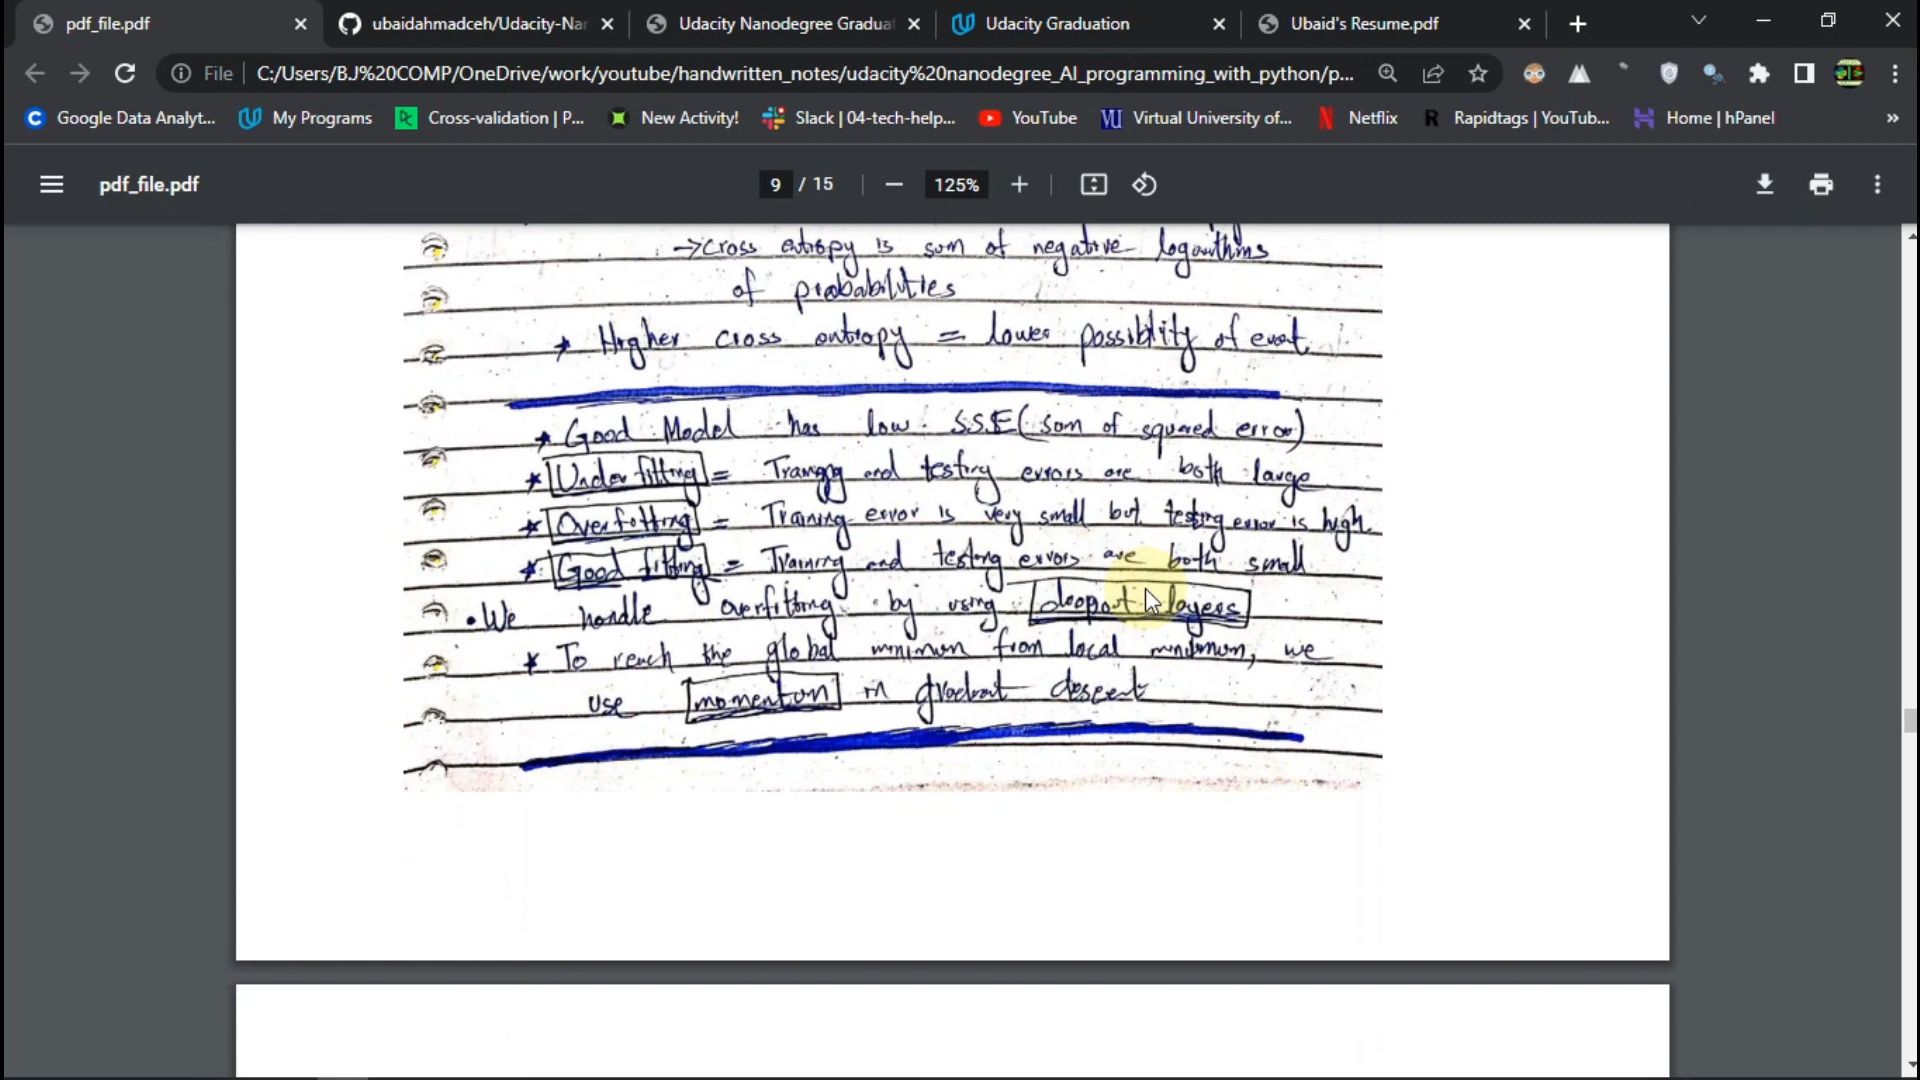 pdf_file.pdf
ubaidahmadceh/Udacity-Nar
Udacity Nanodegree Gradua
Udacity Graduation
Ubaid's Resume.pdf
File C:/Users/BJ%20COMP/OneDrive/work/youtube/handwritten_notes/udacity%20nanodegree_AI_programming_with_python/p...
Google Data Analyt... My Programs Cross-validation | P... New Activity! Slack | 04-tech-help... YouTube Virtual University of... Netflix Rapidtags | YouTub... Home | hPanel »
pdf_file.pdf 9 / 15 125%
→cross entropy is sum of negative logarithms
of probabilities
* Higher cross entropy = lower possiblity of event
* Good Model has low S.S.E (som of squared error)
* Underfitting = Traingg and testing errors are both large
* Overfitting = Training error is very small but testing error is high
* Good fitting = Training and testing errors are both small
• We handle overfitting by using dropout layers
* To reach the global minimum from local minimum, we
use momentum in gradient descent